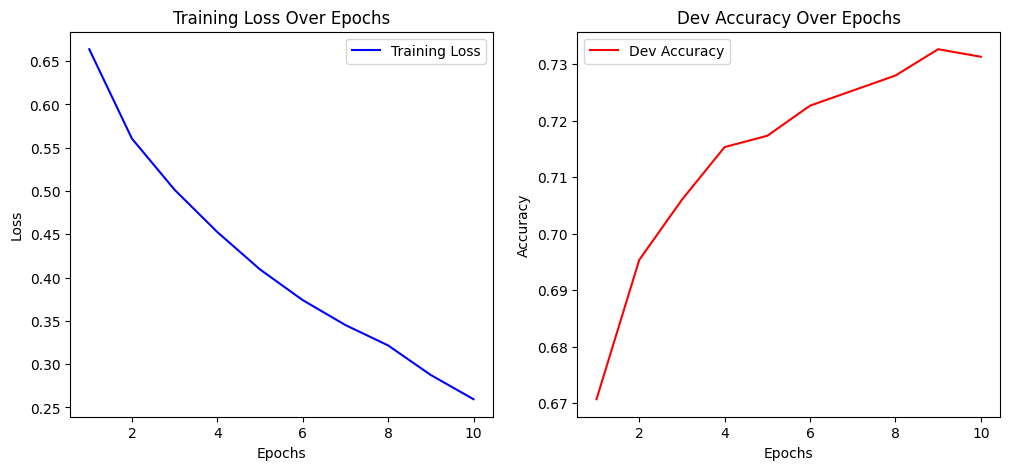 Training Loss Over Epochs
Training Loss
0.65
0.60
0.55
0.50
0.45
0.40
0.35
0.30
0.25
Loss
2 4 6 8 10
Epochs
Dev Accuracy Over Epochs
Dev Accuracy
0.73
0.72
0.71
0.70
0.69
0.68
0.67
Accuracy
2 4 6 8 10
Epochs